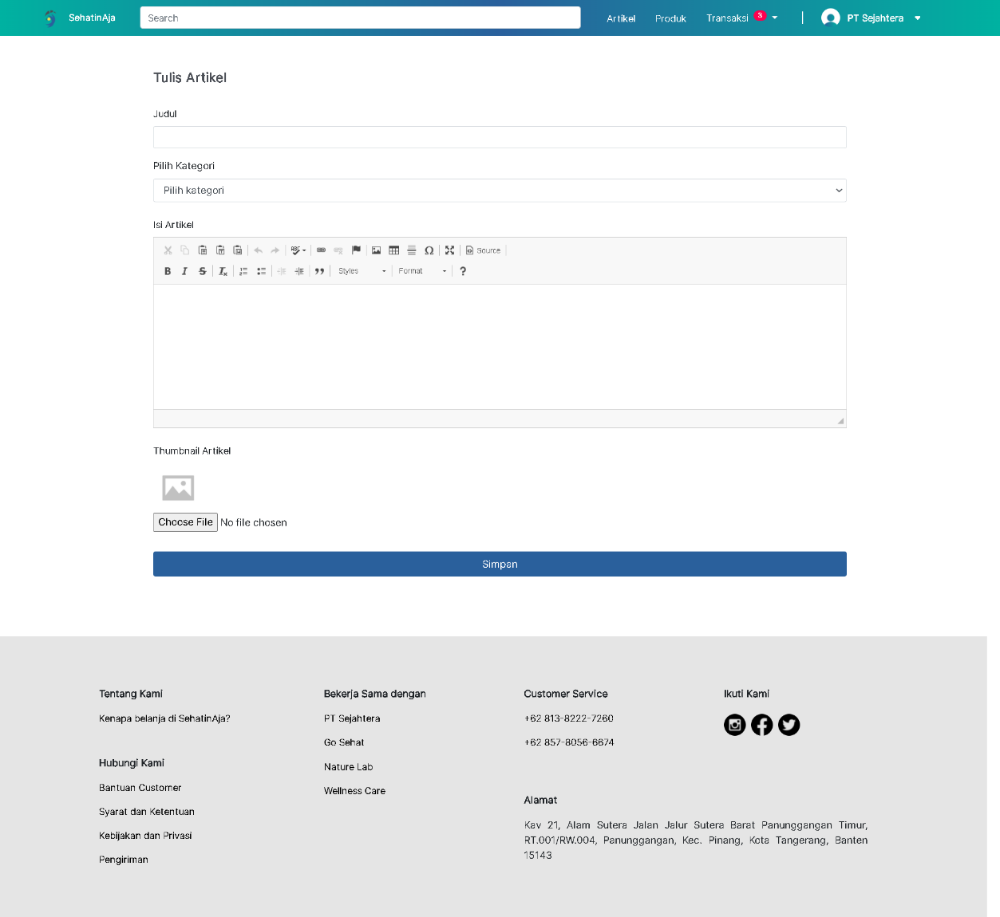 SehatinAja
Search
Artikel
Produk
Transaksi 3
PT Sejahtera
Tulis Artikel
Judul
Pilih Kategori
Pilih kategori
Isi Artikel
ABC
Source
B I S Tx
Styles
Format
?
Thumbnail Artikel
Choose File No file chosen
Simpan
Tentang Kami
Kenapa belanja di SehatinAja?
Hubungi Kami
Bantuan Customer
Syarat dan Ketentuan
Kebijakan dan Privasi
Pengiriman
Bekerja Sama dengan
PT Sejahtera
Go Sehat
Nature Lab
Wellness Care
Customer Service
+62 813-8222-7260
+62 857-8056-6674
Ikuti Kami
Alamat
Kav 21, Alam Sutera Jalan Jalur Sutera Barat Panunggangan Timur,
RT.001/RW.004, Panunggangan, Kec. Pinang, Kota Tangerang, Banten
15143